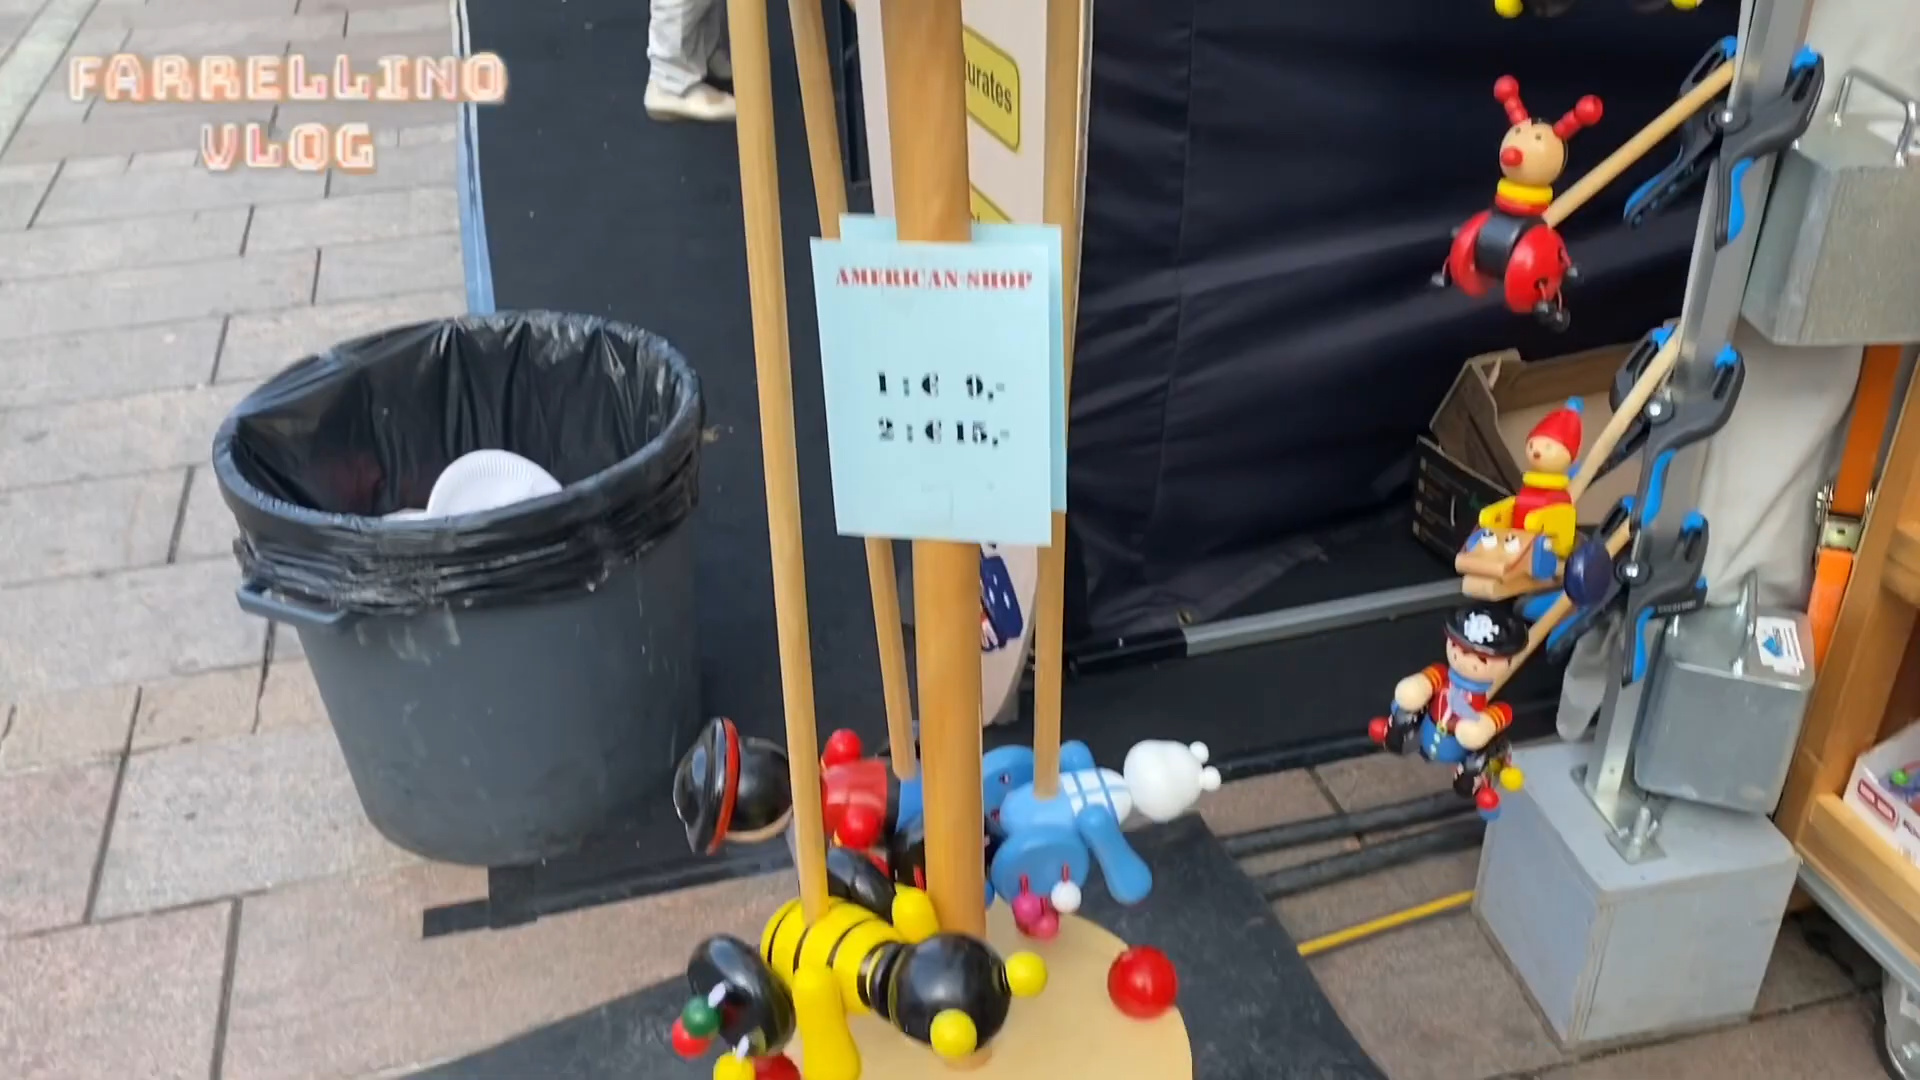 FARRELLINO
VLOG
urates
AMERICAN-SHOP
1 : € 9,-
2 : € 15,-